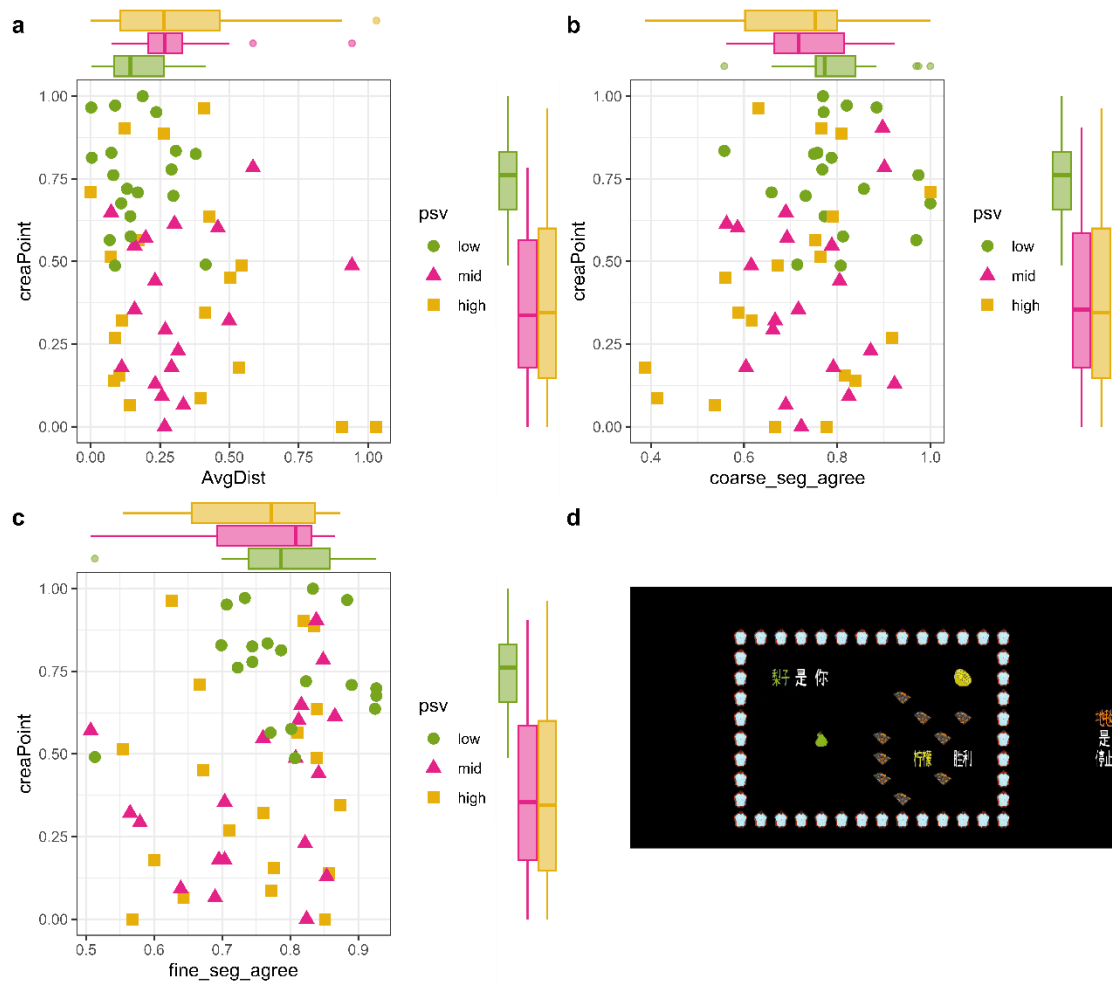 a
creaPoint
1.00
0.75
0.50
0.25
0.00
0.00 0.25 0.50 0.75 1.00
AvgDist
psv
low
mid
high
b
creaPoint
1.00
0.75
0.50
0.25
0.00
0.4 0.6 0.8 1.0
coarse_seg_agree
psv
low
mid
high
c
creaPoint
1.00
0.75
0.50
0.25
0.00
0.5 0.6 0.7 0.8 0.9
fine_seg_agree
psv
low
mid
high
d
梨子 是 你
柠檬 胜利
是
停止